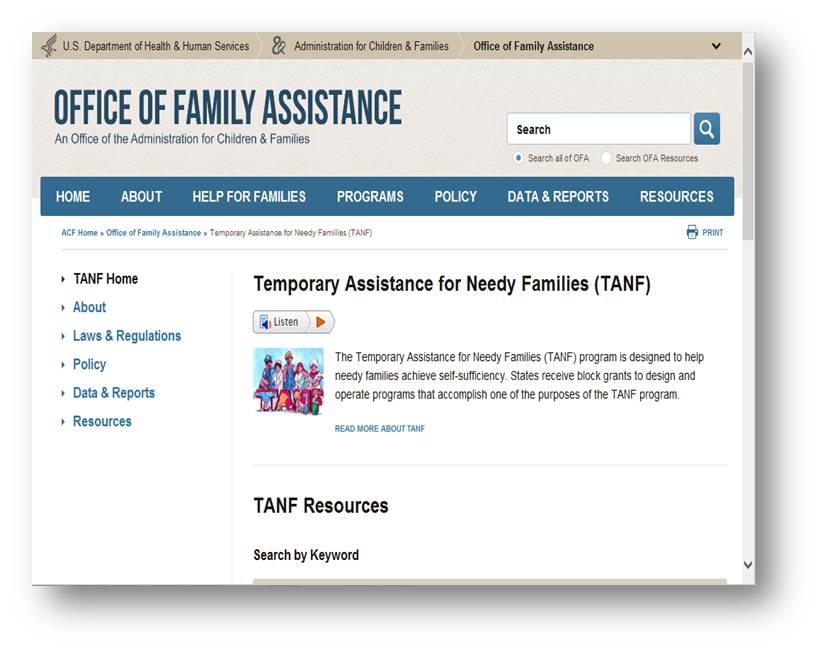 U.S. Department of Health & Human Services Administration for Children & Families Office of Family Assistance
OFFICE OF FAMILY ASSISTANCE
An Office of the Administration for Children & Families
Search
Search all of OFA Search OFA Resources
HOME ABOUT HELP FOR FAMILIES PROGRAMS POLICY DATA & REPORTS RESOURCES
ACF Home » Office of Family Assistance » Temporary Assistance for Needy Families (TANF)
PRINT
TANF Home
About
Laws & Regulations
Policy
Data & Reports
Resources
Temporary Assistance for Needy Families (TANF)
Listen
The Temporary Assistance for Needy Families (TANF) program is designed to help
needy families achieve self-sufficiency. States receive block grants to design and
operate programs that accomplish one of the purposes of the TANF program.
READ MORE ABOUT TANF
TANF Resources
Search by Keyword